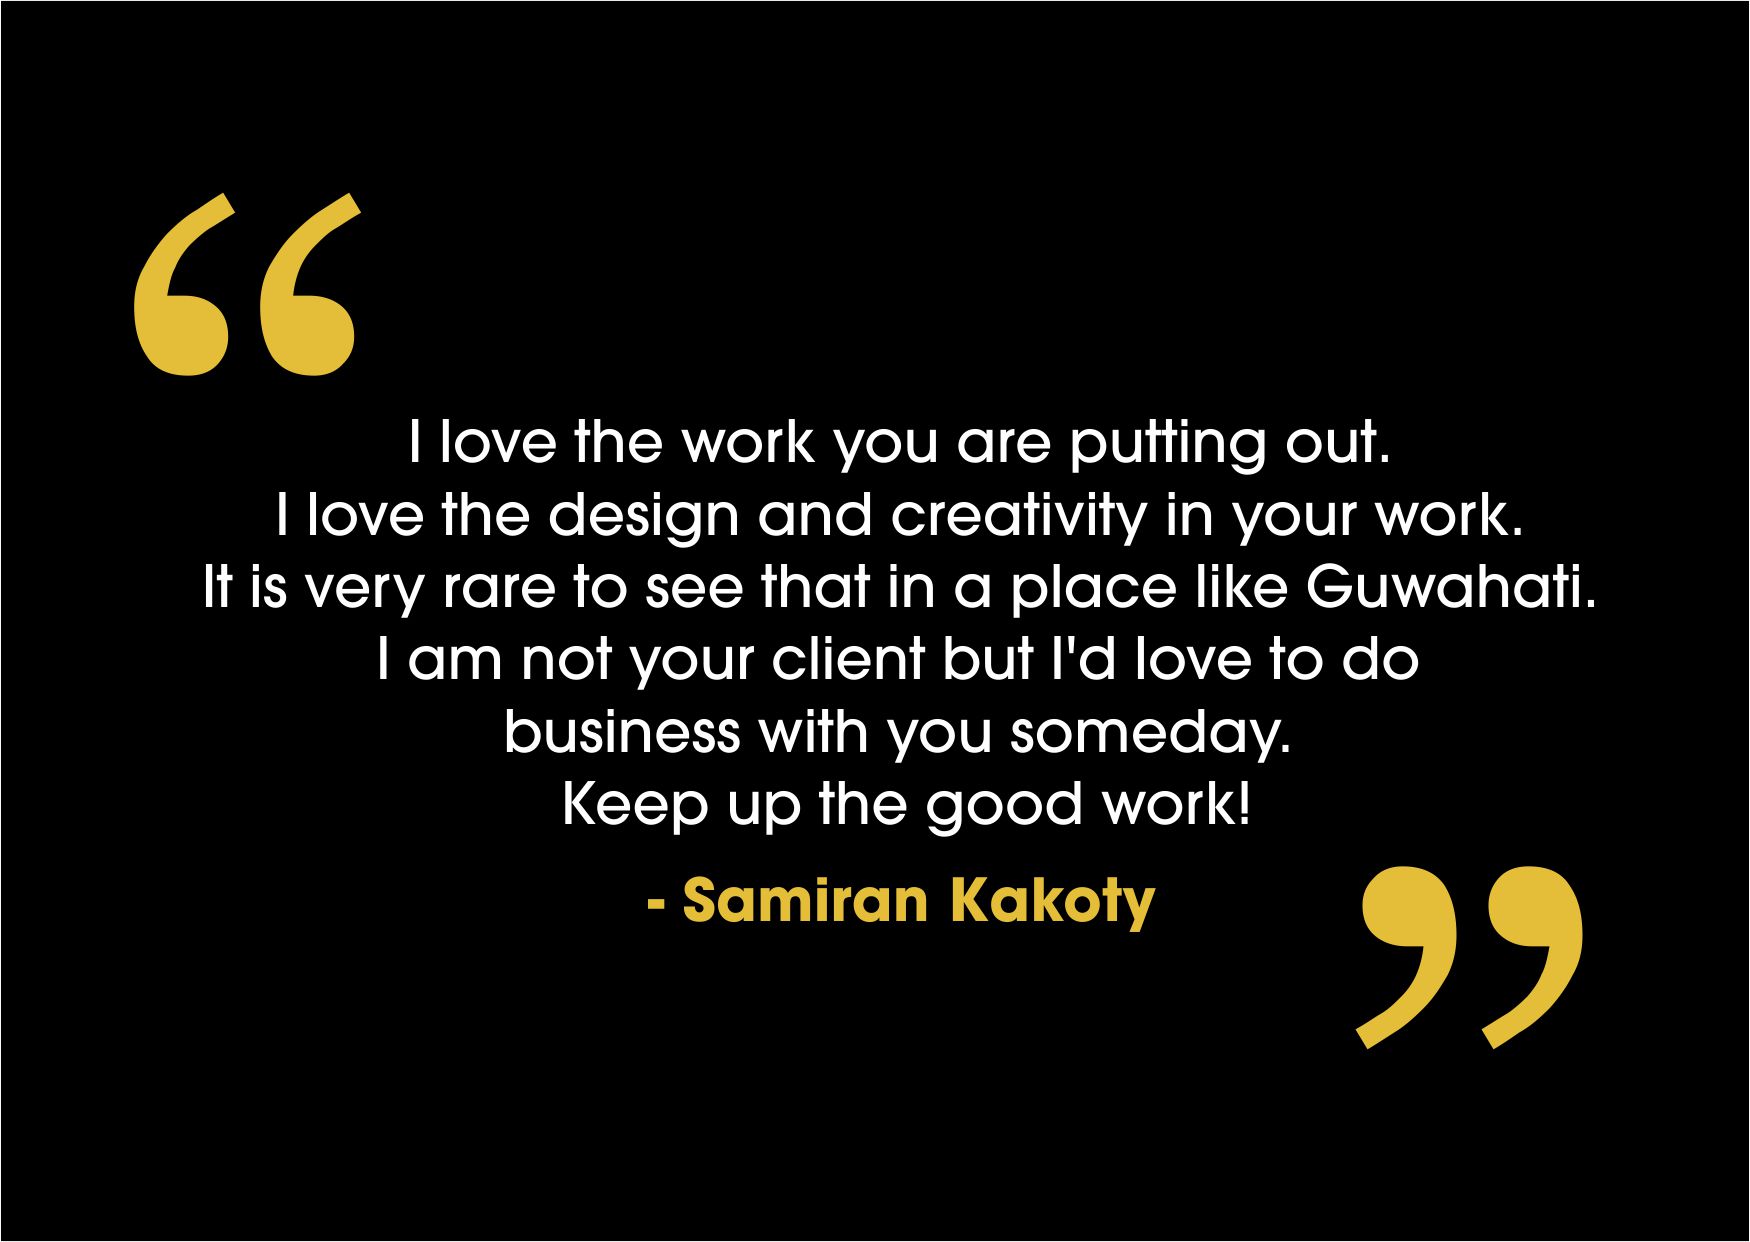 “
I love the work you are putting out.
I love the design and creativity in your work.
It is very rare to see that in a place like Guwahati.
I am not your client but I'd love to do
business with you someday.
Keep up the good work!
- Samiran Kakoty
”